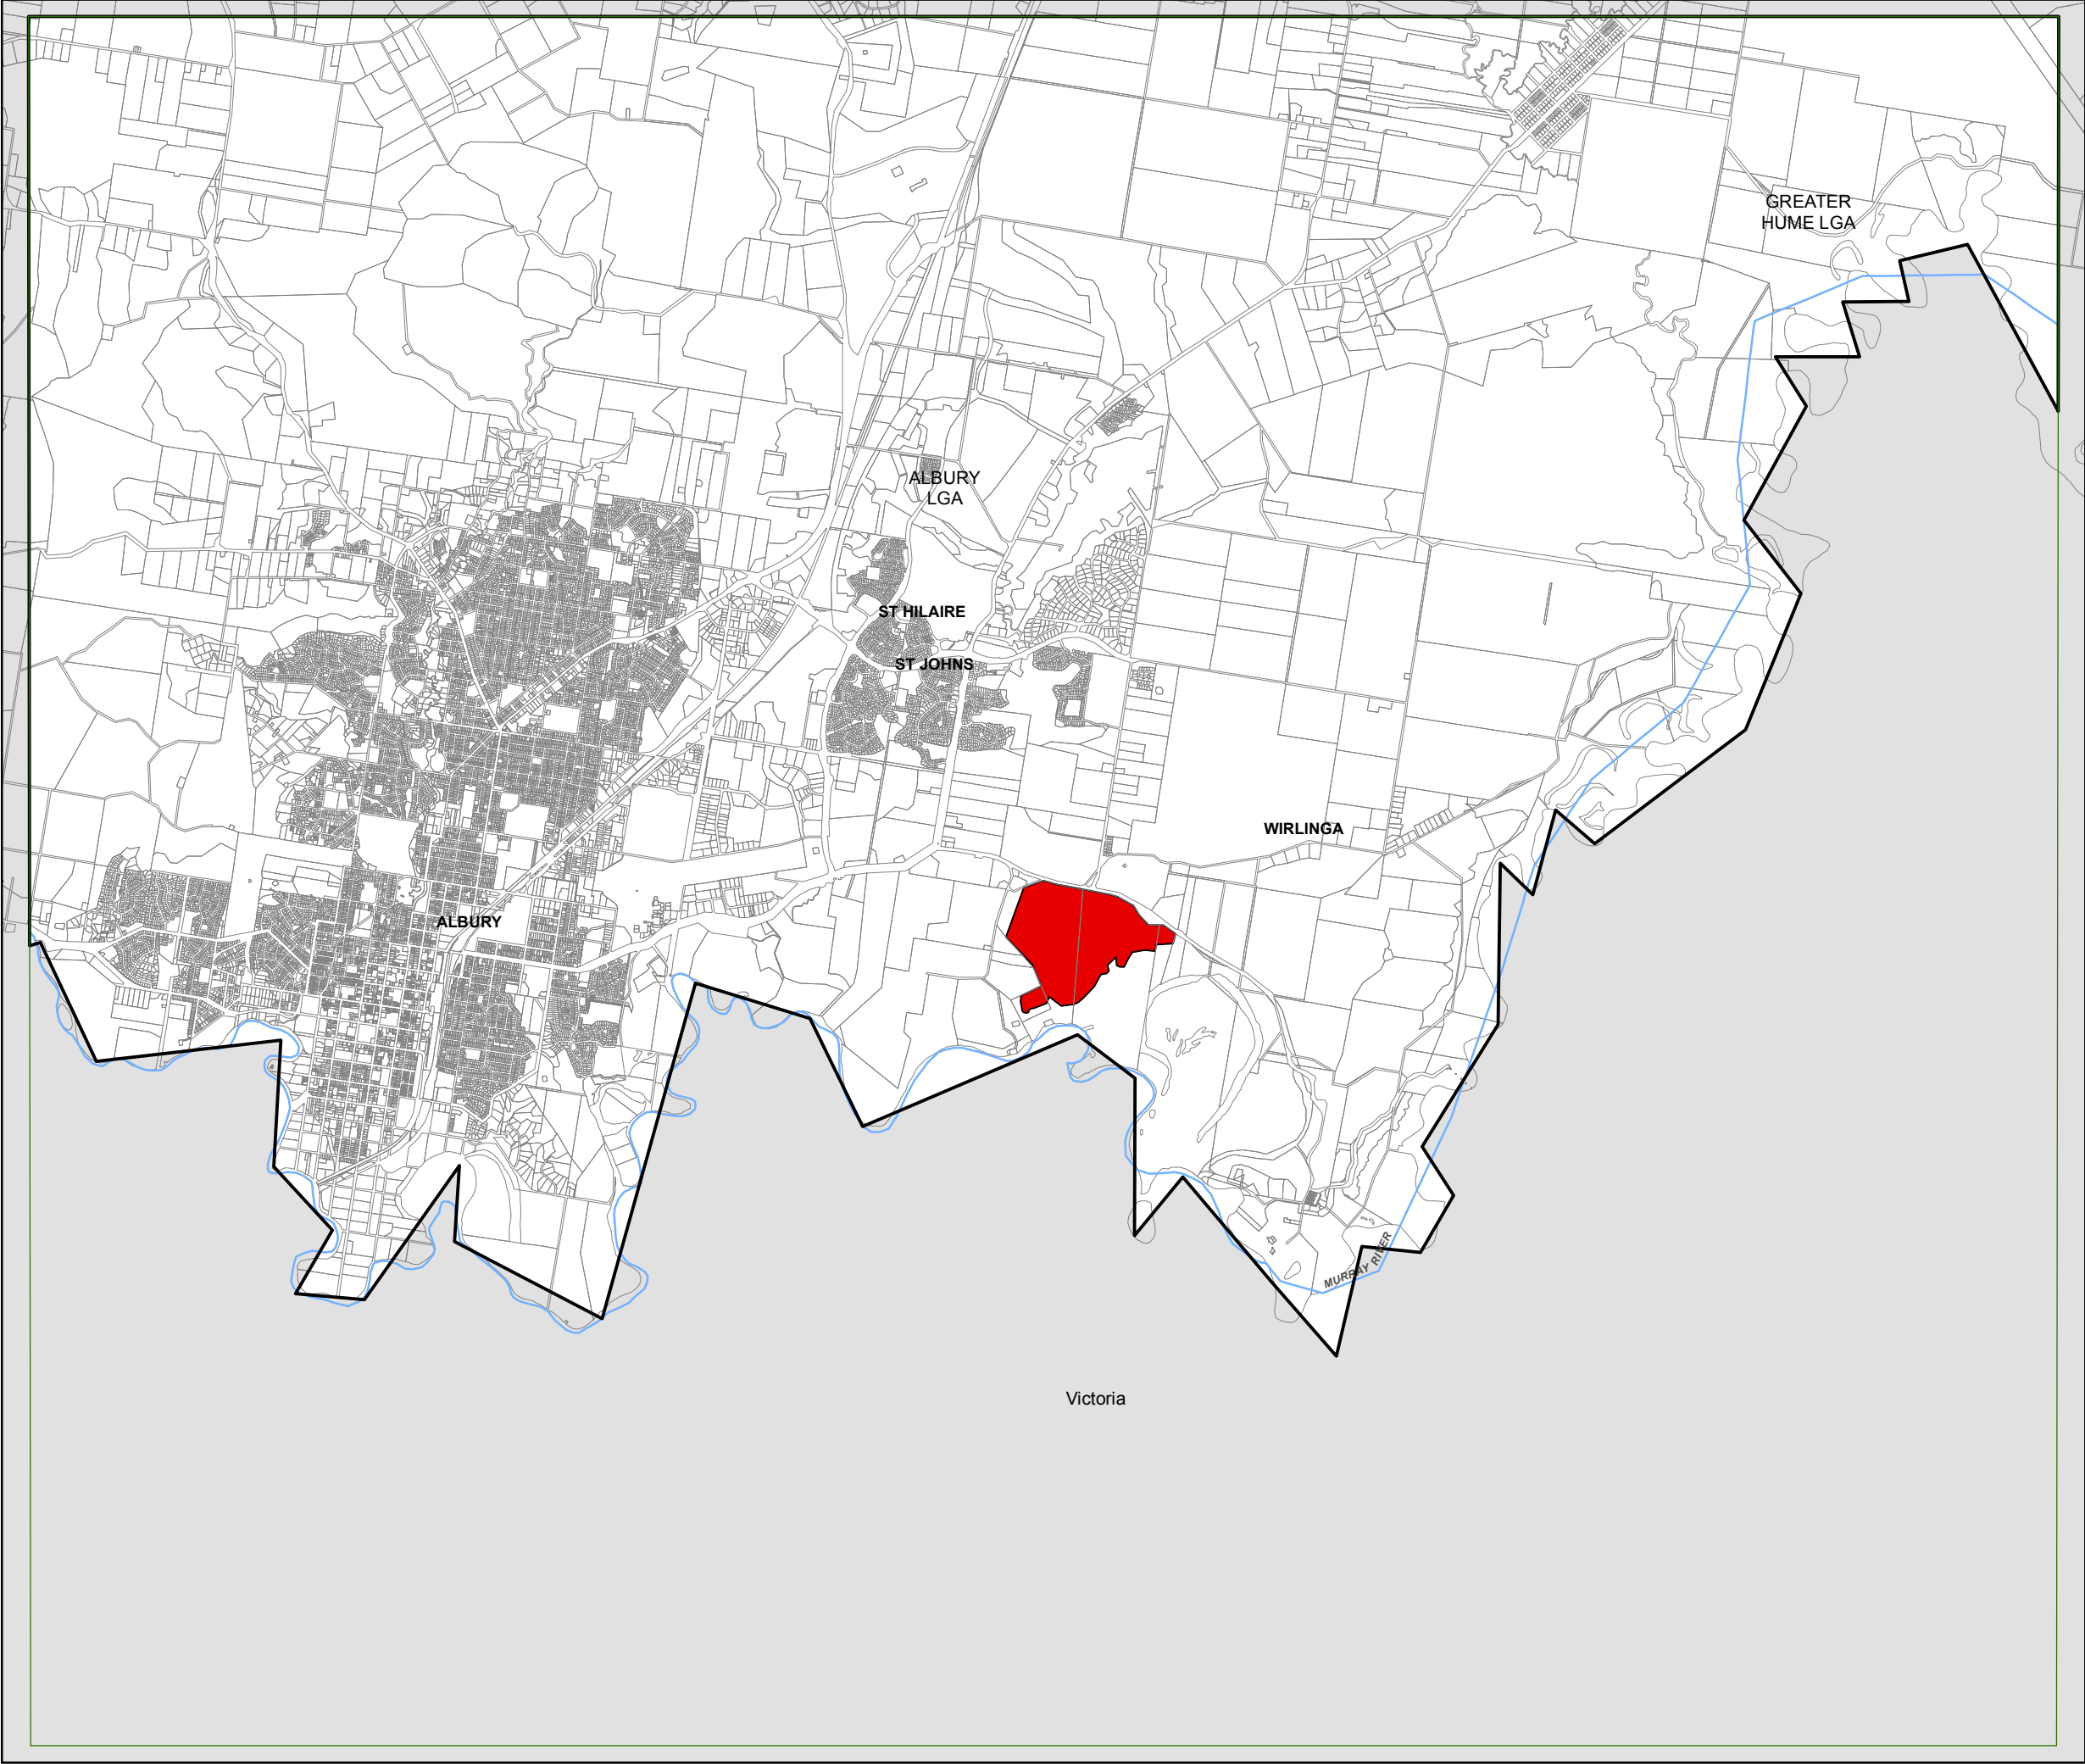 GREATER
HUME LGA
ALBURY
LGA
ST HILAIRE
ST JOHNS
WIRLINGA
ALBURY
MURRAY RIVER
Victoria